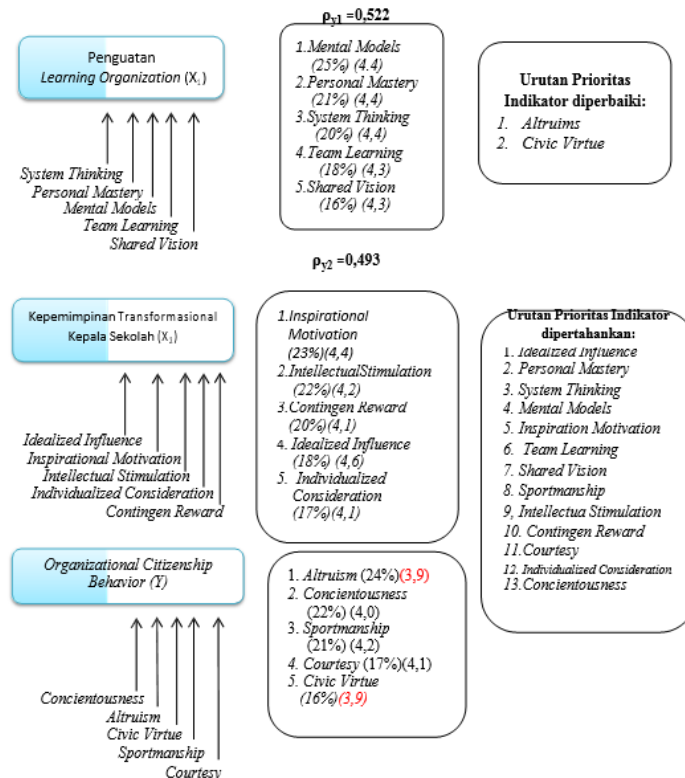 ρy1 =0,522
Penguatan
Learning Organization (X1)
System Thinking
Personal Mastery
Mental Models
Team Learning
Shared Vision
1.Mental Models
(25%) (4.4)
2.Personal Mastery
(21%) (4,4)
3.System Thinking
(20%) (4,4)
4.Team Learning
(18%) (4,3)
5.Shared Vision
(16%) (4,3)
Urutan Prioritas
Indikator diperbaiki:
1. Altruims
2. Civic Virtue
ρy2 =0,493
Kepemimpinan Transformasional
Kepala Sekolah (X2)
Idealized Influence
Inspirational Motivation
Intellectual Stimulation
Individualized Consideration
Contingen Reward
1.Inspirational
Motivation
(23%)(4,4)
2.IntellectualStimulation
(22%)(4,2)
3.Contingen Reward
(20%)(4,1)
4. Idealized Influence
(18%) (4,6)
5. Individualized
Consideration
(17%)(4,1)
Urutan Prioritas Indikator
dipertahankan:
1. Idealized Influence
2. Personal Mastery
3. System Thinking
4. Mental Models
5. Inspiration Motivation
6. Team Learning
7. Shared Vision
8. Sportmanship
9, Intellectua Stimulation
10. Contingen Reward
11.Courtesy
12. Individualized Consideration
13.Concientousness
Organizational Citizenship
Behavior (Y)
Concientousness
Altruism
Civic Virtue
Sportmanship
Courtesy
1. Altruism (24%)(3,9)
2. Concientousness
(22%) (4,0)
3. Sportmanship
(21%) (4,2)
4. Courtesy (17%)(4,1)
5. Civic Virtue
(16%)(3,9)